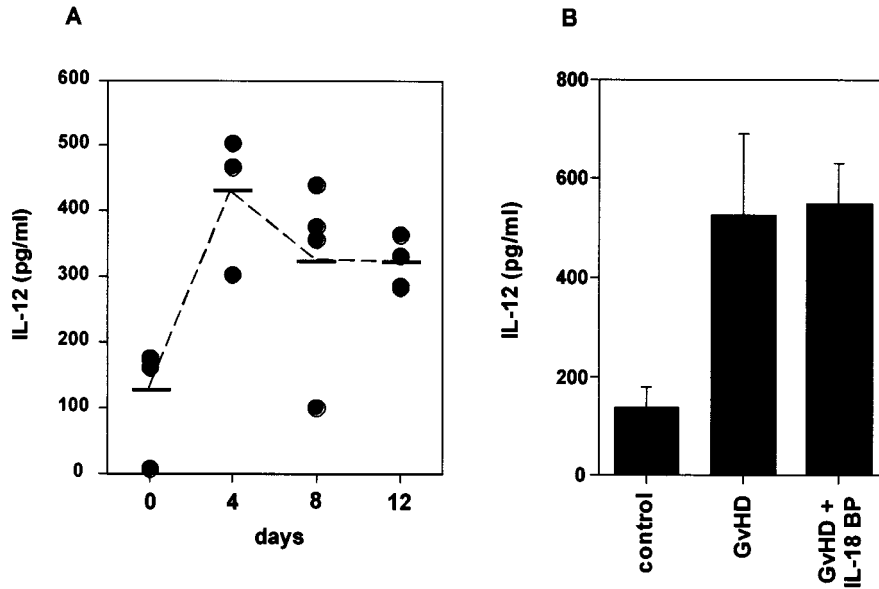 A
600
500
400
300
200
100
0
IL-12 (pg/ml)
0 4 8 12
days
B
800
600
400
200
0
IL-12 (pg/ml)
control
GvHD
GvHD +
IL-18 BP